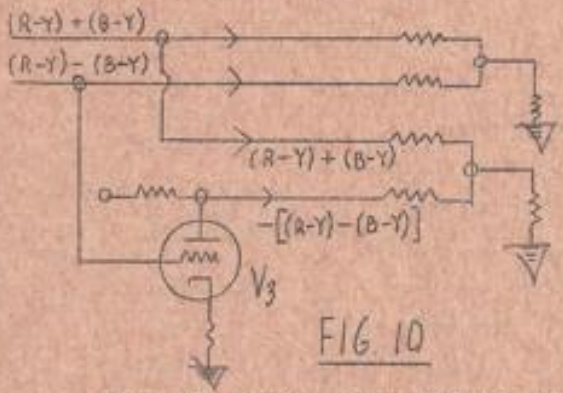 (R-Y) + (B-Y)
(R-Y) - (B-Y)
(R-Y) + (B-Y)
-[(R-Y) - (B-Y)]
V3
FIG. 10